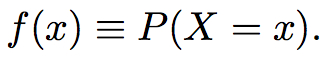 f(x) ≡ P(X = x).